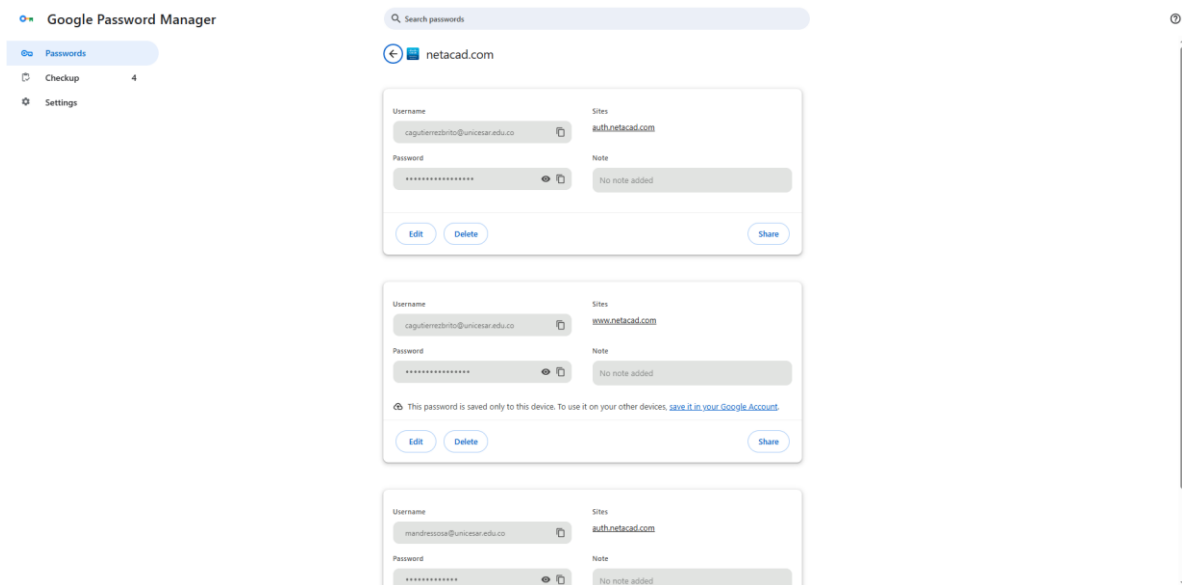 Google Password Manager
Search passwords
Passwords
Checkup 4
Settings
netacad.com
Username
Sites
cagutierrezbrito@unicesar.edu.co
auth.netacad.com
Password
Note
•••••••••••••••••
No note added
Edit
Delete
Share
Username
Sites
cagutierrezbrito@unicesar.edu.co
www.netacad.com
Password
Note
••••••••••••••••
No note added
This password is saved only to this device. To use it on your other devices, save it in your Google Account.
Edit
Delete
Share
Username
Sites
mandressosa@unicesar.edu.co
auth.netacad.com
Password
Note
•••••••••••••
No note added